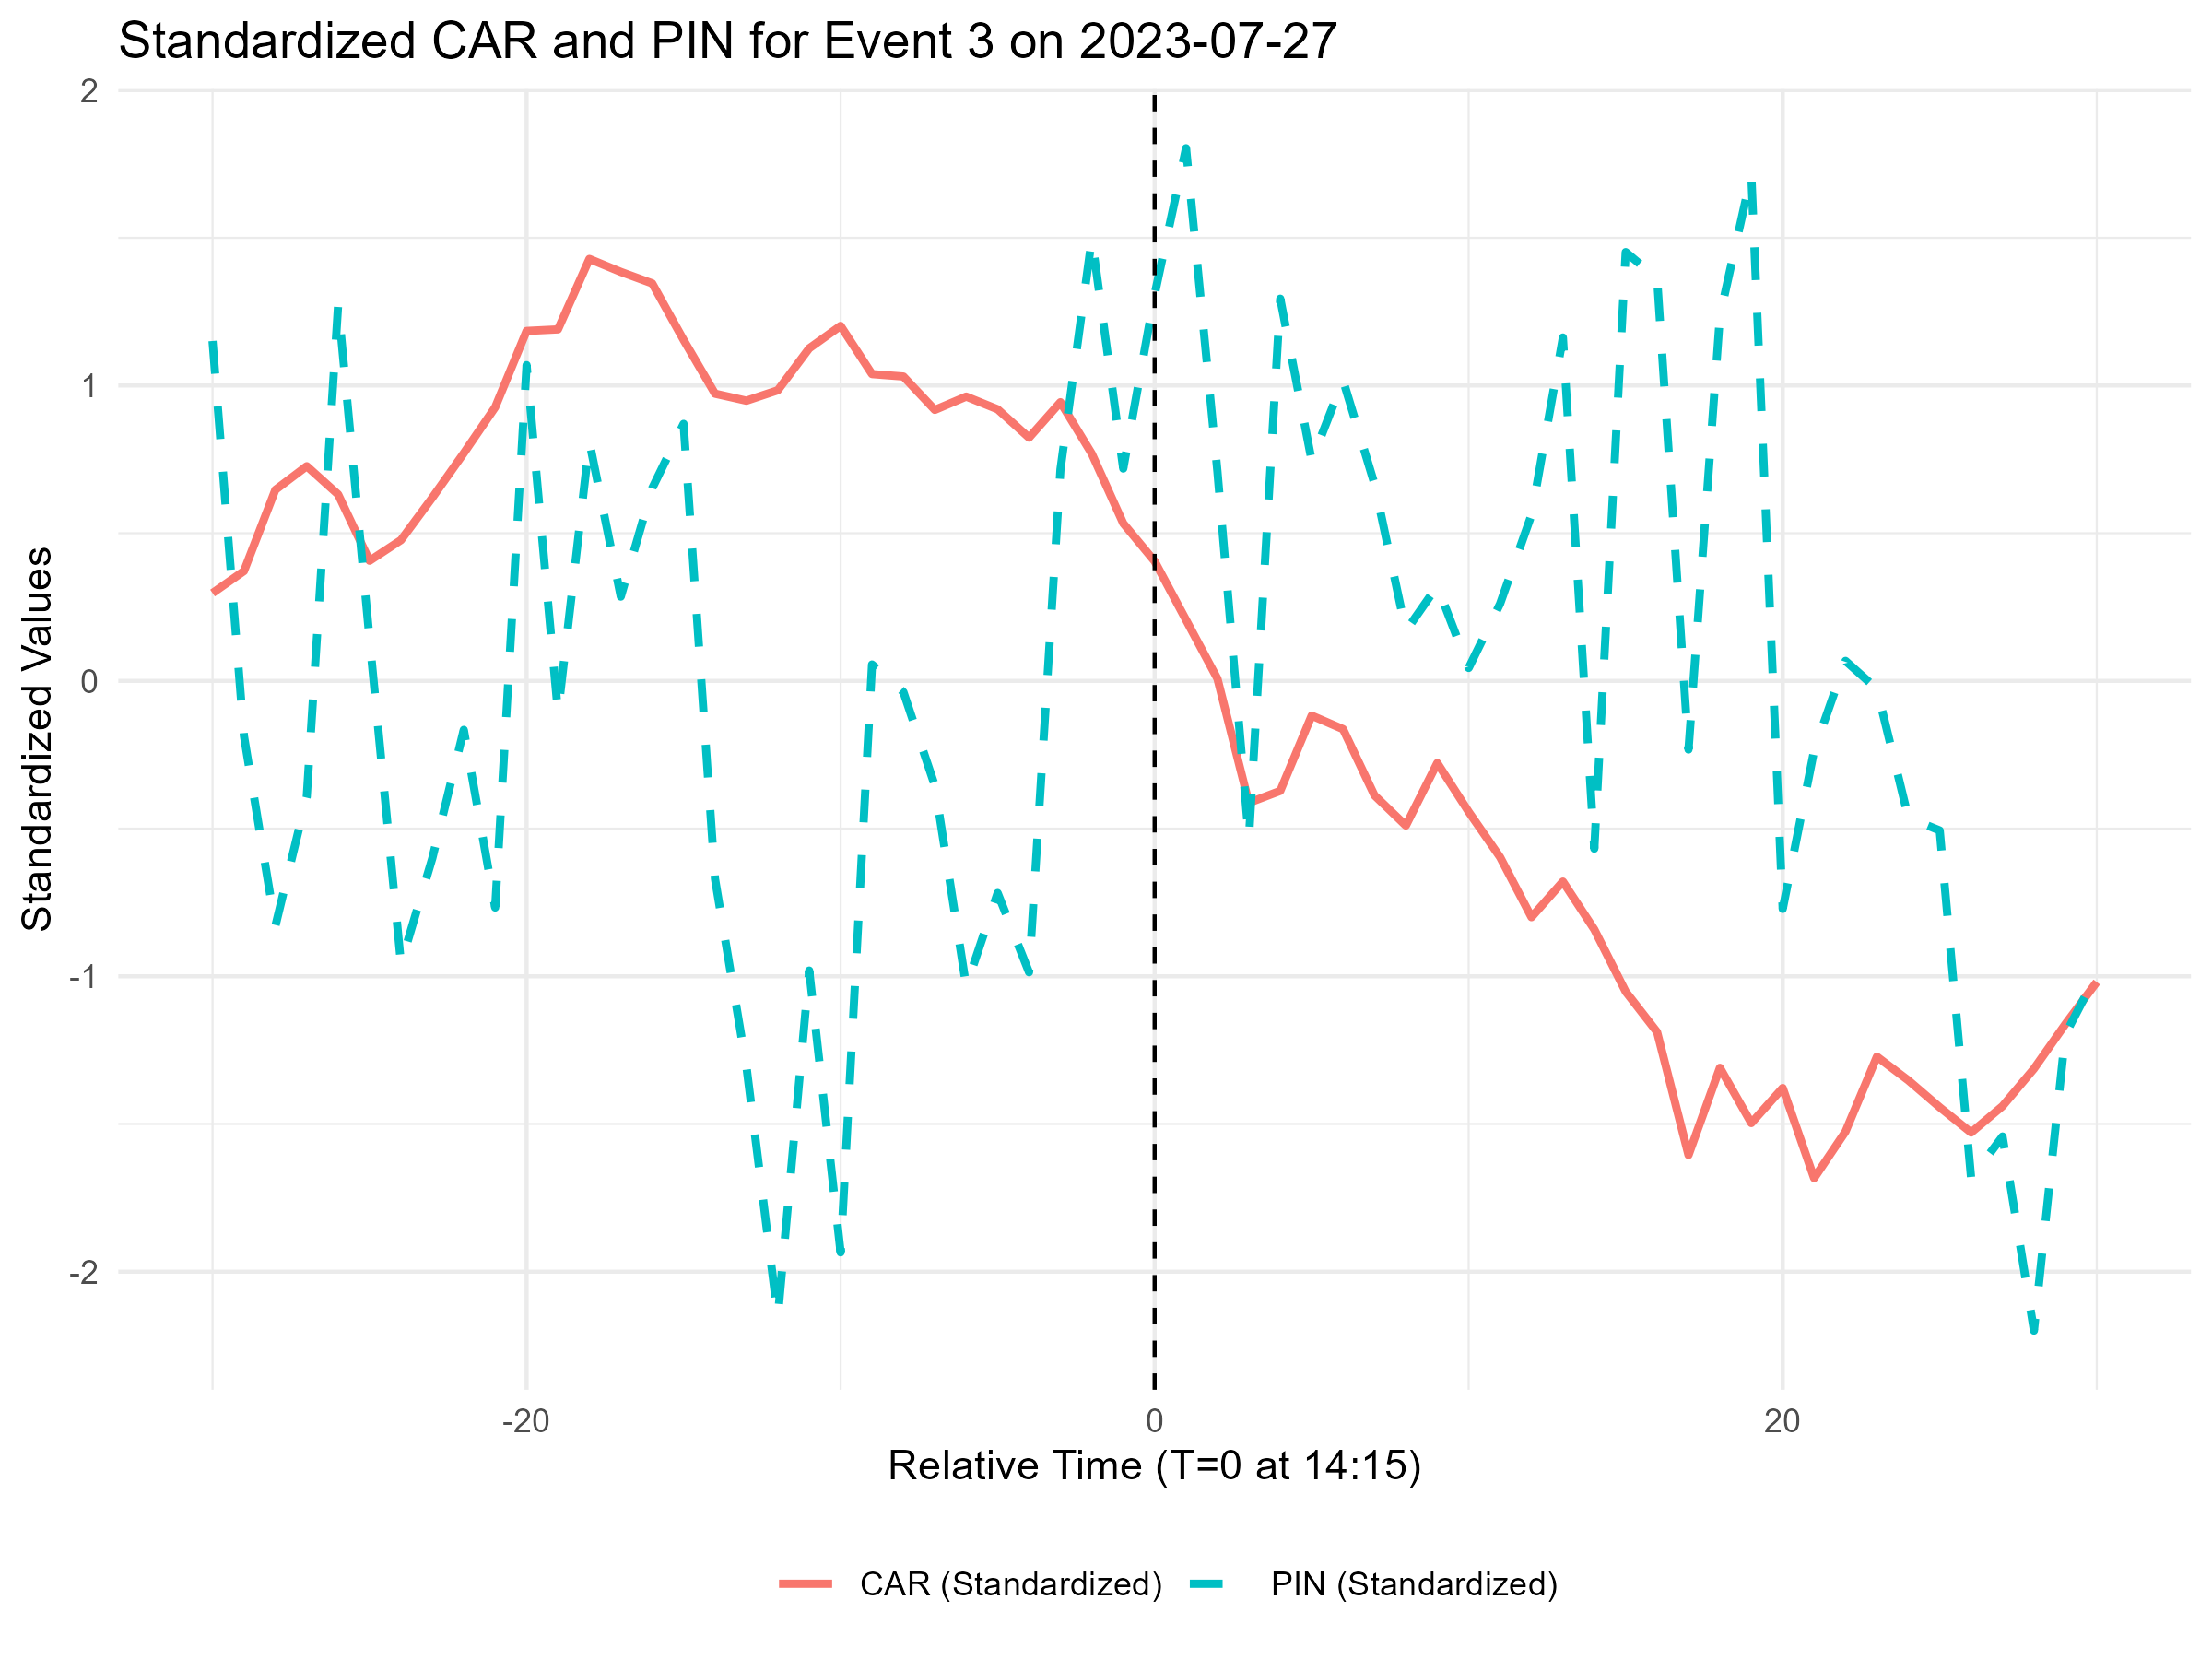 Standardized CAR and PIN for Event 3 on 2023-07-27
2
1
0
-1
-2
Standardized Values
-20
0
20
Relative Time (T=0 at 14:15)
CAR (Standardized)
PIN (Standardized)